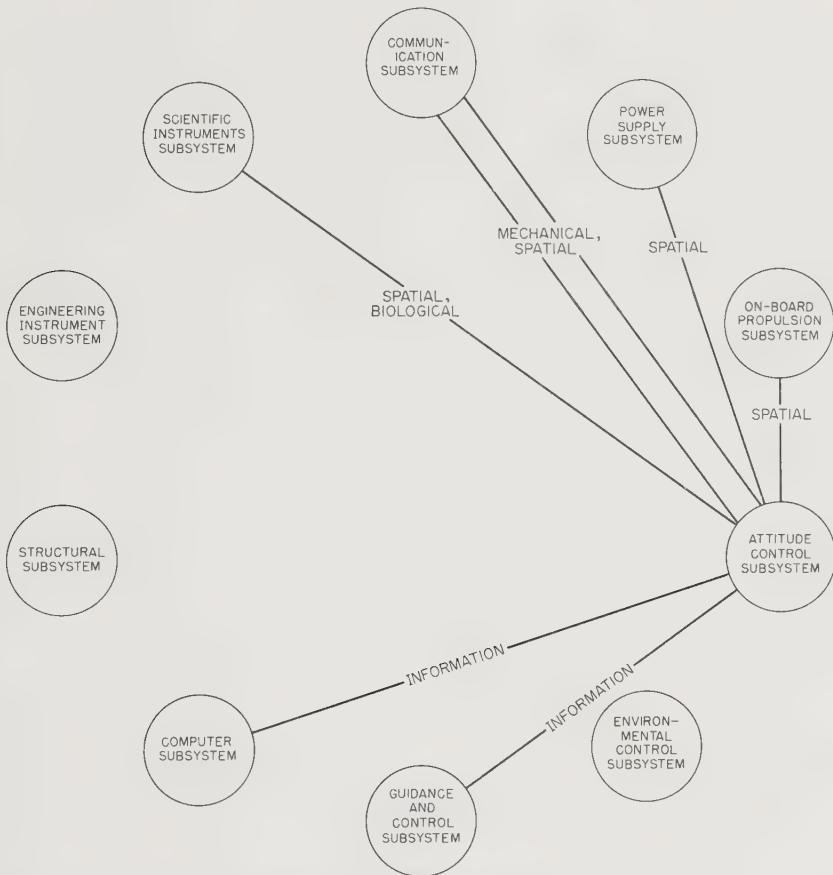 COMMUN-
ICATION
SUBSYSTEM
SCIENTIFIC
INSTRUMENTS
SUBSYSTEM
POWER
SUPPLY
SUBSYSTEM
MECHANICAL,
SPATIAL
SPATIAL
SPATIAL,
BIOLOGICAL
ENGINEERING
INSTRUMENT
SUBSYSTEM
ON-BOARD
PROPULSION
SUBSYSTEM
SPATIAL
STRUCTURAL
SUBSYSTEM
ATTITUDE
CONTROL
SUBSYSTEM
INFORMATION
INFORMATION
COMPUTER
SUBSYSTEM
ENVIRON-
MENTAL
CONTROL
SUBSYSTEM
GUIDANCE
AND
CONTROL
SUBSYSTEM